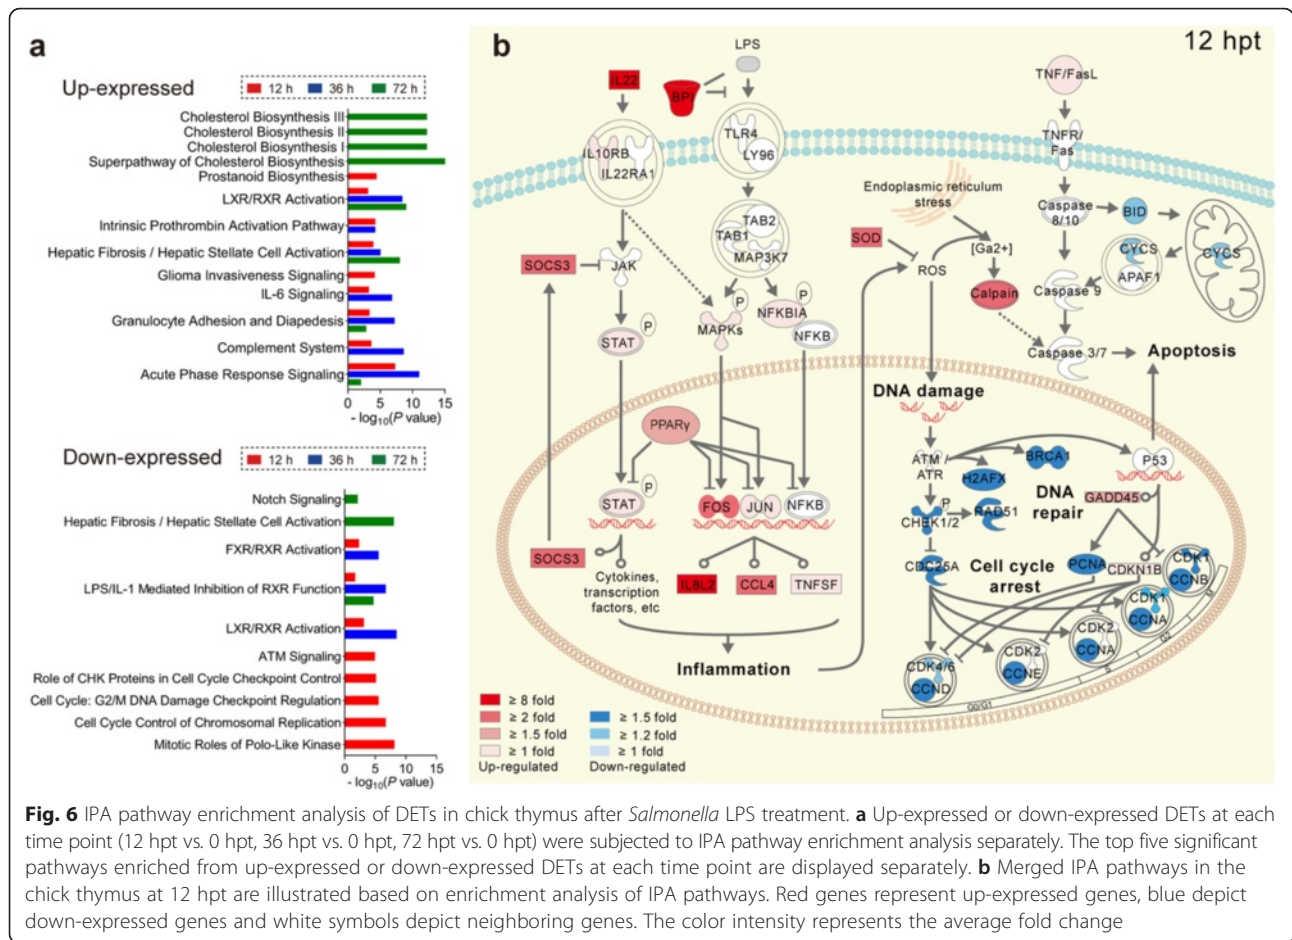 a
Up-expressed
12 h
36 h
72 h
Cholesterol Biosynthesis III
Cholesterol Biosynthesis II
Cholesterol Biosynthesis I
Superpathway of Cholesterol Biosynthesis
Prostanoid Biosynthesis
LXR/RXR Activation
Intrinsic Prothrombin Activation Pathway
Hepatic Fibrosis / Hepatic Stellate Cell Activation
Glioma Invasiveness Signaling
IL-6 Signaling
Granulocyte Adhesion and Diapedesis
Complement System
Acute Phase Response Signaling
0 5 10 15
- log10(P value)
Down-expressed
12 h
36 h
72 h
Notch Signaling
Hepatic Fibrosis / Hepatic Stellate Cell Activation
FXR/RXR Activation
LPS/IL-1 Mediated Inhibition of RXR Function
LXR/RXR Activation
ATM Signaling
Role of CHK Proteins in Cell Cycle Checkpoint Control
Cell Cycle: G2/M DNA Damage Checkpoint Regulation
Cell Cycle Control of Chromosomal Replication
Mitotic Roles of Polo-Like Kinase
0 5 10 15
- log10(P value)
b
12 hpt
LPS
IL22
BPI
TNF/FasL
TLR4
LY96
IL10RB
IL22RA1
TNFR/
Fas
Endoplasmic reticulum
stress
Caspase
8/10
BID
TAB2
TAB1
MAP3K7
SOD
ROS
[Ga2+]
CYCS
APAF1
CYCS
SOCS3
JAK
Calpain
Caspase 9
P
P
MAPKs
NFKBIA
NFKB
STAT
P
Caspase 3/7
Apoptosis
DNA damage
PPARγ
ATM /
ATR
BRCA1
P53
H2AFX
STAT
P
FOS
JUN
NFKB
DNA
repair
GADD45
P
CHEK1/2
RAD51
SOCS3
Cytokines,
transcription
factors, etc
IL8L2
CCL4
TNFSF
CDC25A
Cell cycle
arrest
PCNA
CDKN1B
CDK1
CCNB
CDK1
CCNA
CDK2
CCNA
CDK2
CCNE
CDK4/6
CCND
Inflammation
G0/G1
S
G2
M
≥ 8 fold
≥ 2 fold
≥ 1.5 fold
≥ 1 fold
Up-regulated
≥ 1.5 fold
≥ 1.2 fold
≥ 1 fold
Down-regulated
Fig. 6 IPA pathway enrichment analysis of DETs in chick thymus after Salmonella LPS treatment. a Up-expressed or down-expressed DETs at each
time point (12 hpt vs. 0 hpt, 36 hpt vs. 0 hpt, 72 hpt vs. 0 hpt) were subjected to IPA pathway enrichment analysis separately. The top five significant
pathways enriched from up-expressed or down-expressed DETs at each time point are displayed separately. b Merged IPA pathways in the
chick thymus at 12 hpt are illustrated based on enrichment analysis of IPA pathways. Red genes represent up-expressed genes, blue depict
down-expressed genes and white symbols depict neighboring genes. The color intensity represents the average fold change